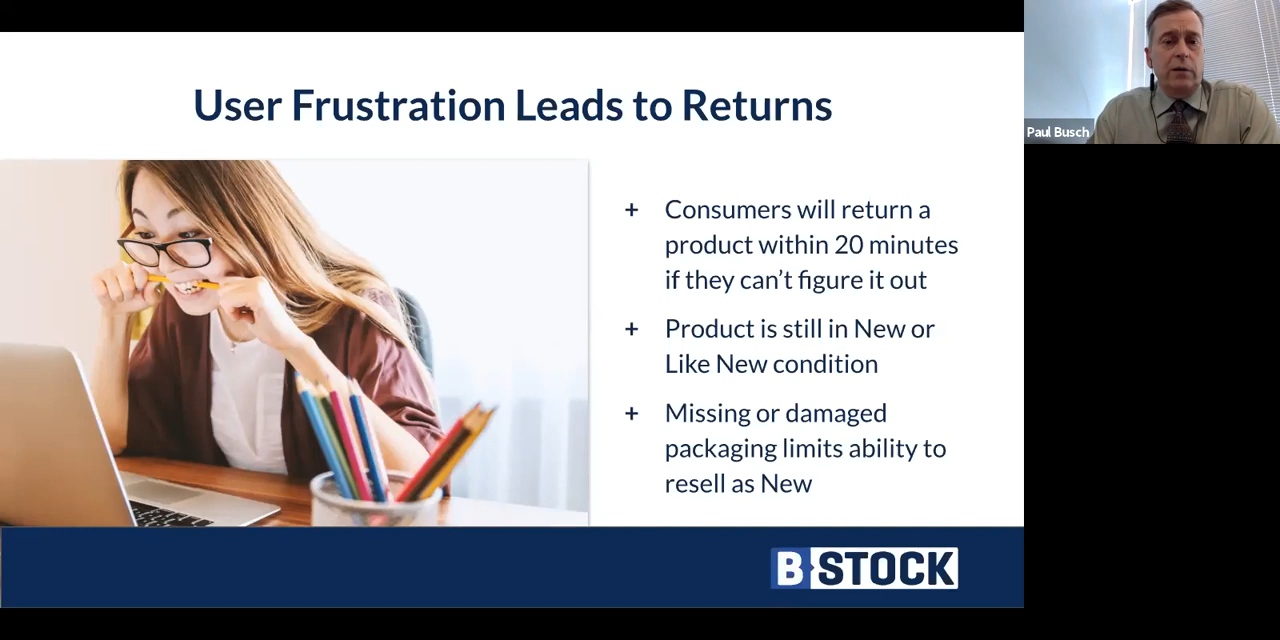 User Frustration Leads to Returns
+ Consumers will return a
product within 20 minutes
if they can’t figure it out
+ Product is still in New or
Like New condition
+ Missing or damaged
packaging limits ability to
resell as New
B STOCK
Paul Busch